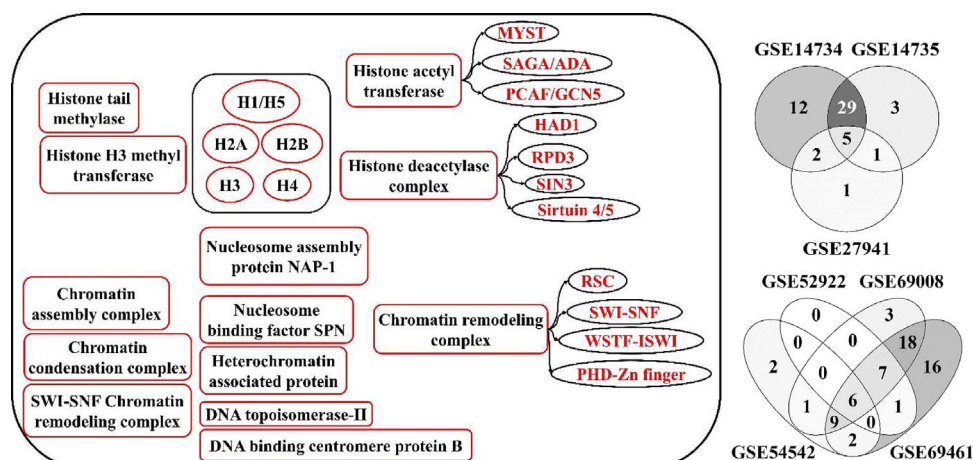 Histone tail
methylase
Histone H3 methyl
transferase
H1/H5
H2A
H2B
H3
H4
Histone acetyl
transferase
MYST
SAGA/ADA
PCAF/GCN5
Histone deacetylase
complex
HAD1
RPD3
SIN3
Sirtuin 4/5
Nucleosome assembly
protein NAP-1
Chromatin
assembly complex
Nucleosome
binding factor SPN
Chromatin
condensation complex
Heterochromatin
associated protein
SWI-SNF Chromatin
remodeling complex
DNA topoisomerase-II
DNA binding centromere protein B
Chromatin remodeling
complex
RSC
SWI-SNF
WSTF-ISWI
PHD-Zn finger
GSE14734
GSE14735
12
29
3
5
2
1
1
GSE27941
GSE52922
GSE69008
0
3
0
0
18
2
0
7
16
6
1
1
9
0
2
GSE54542
GSE69461